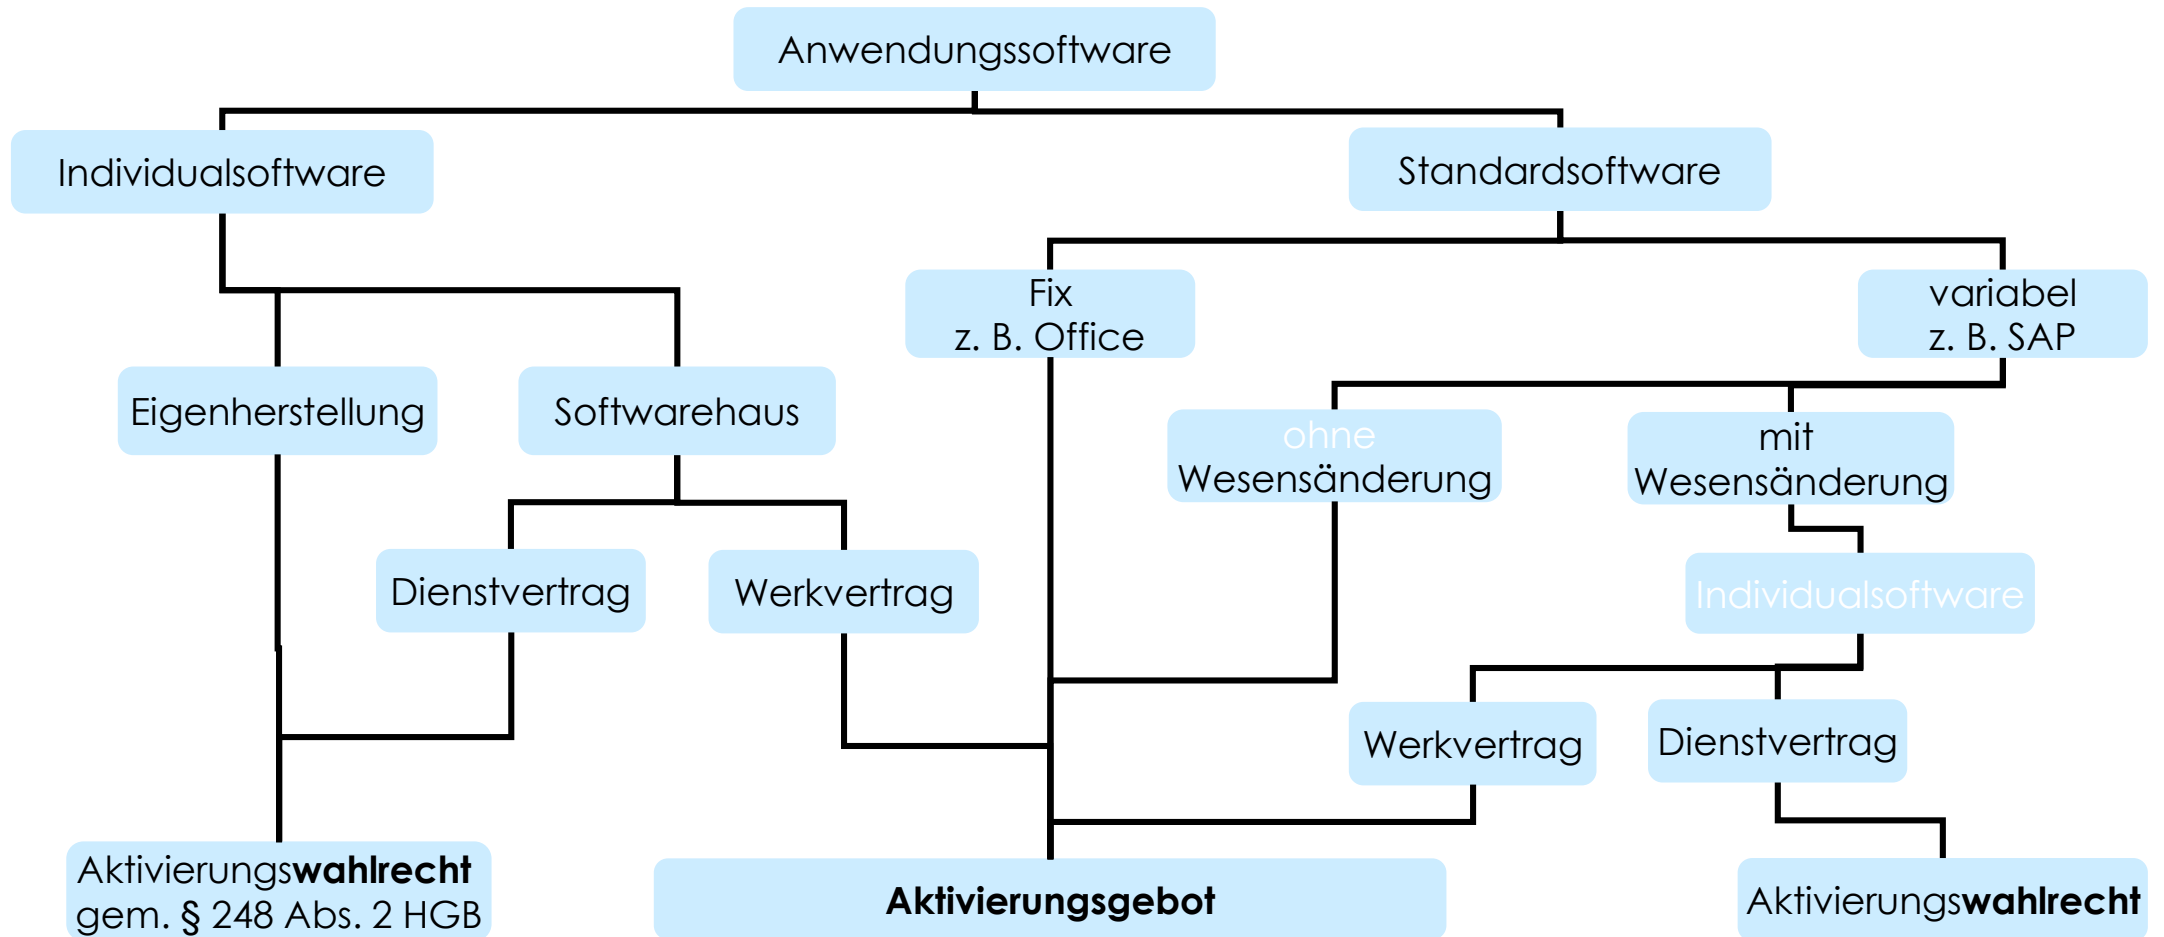 Anwendungssoftware
Individualsoftware
Standardsoftware
Fix
z. B. Office
variabel
z. B. SAP
Eigenherstellung
Softwarehaus
ohne
Wesensänderung
mit
Wesensänderung
Dienstvertrag
Werkvertrag
Individualsoftware
Werkvertrag
Dienstvertrag
Aktivierungswahlrecht
gem. § 248 Abs. 2 HGB
Aktivierungsgebot
Aktivierungswahlrecht